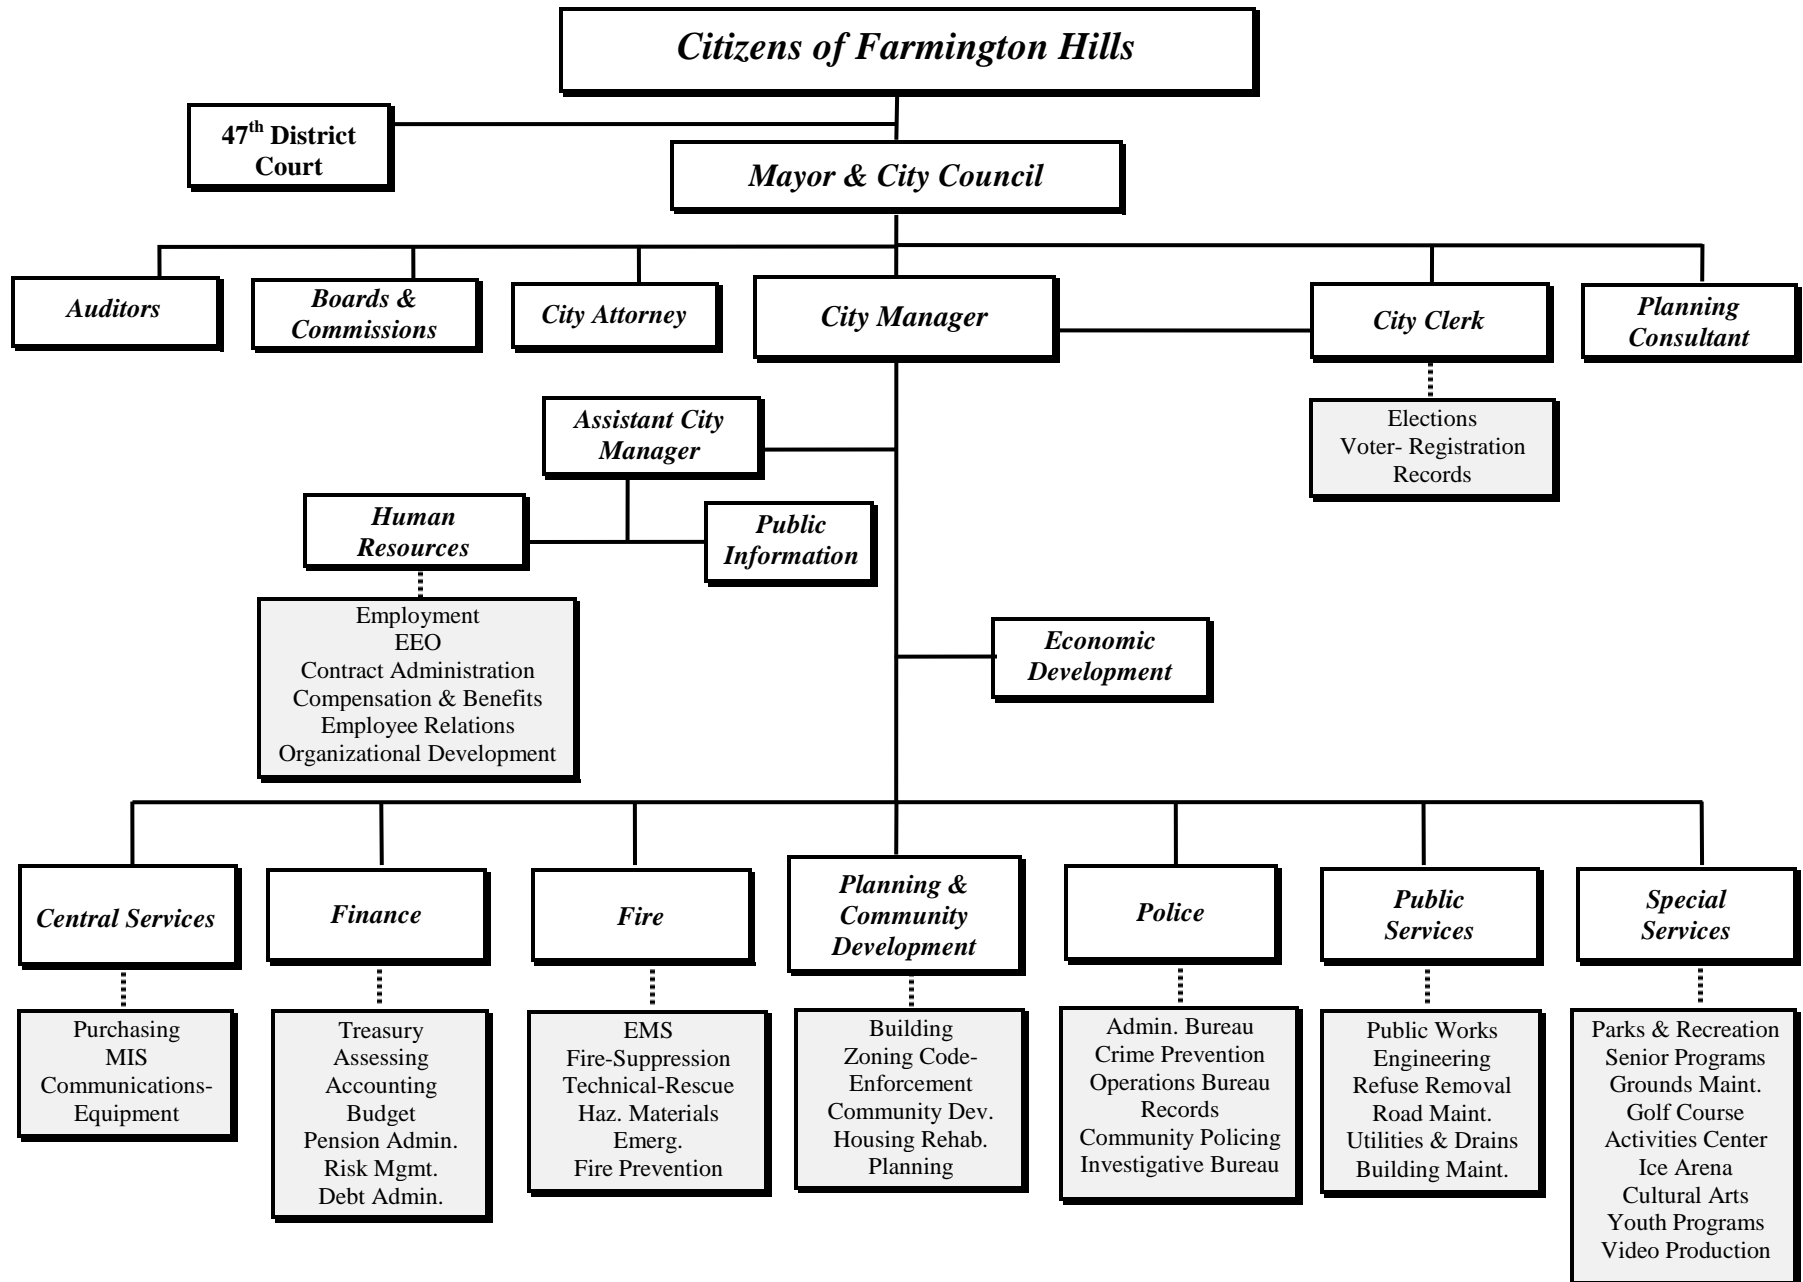 Citizens of Farmington Hills
47th District
Court
Mayor & City Council
Auditors
Boards &
Commissions
City Attorney
City Manager
City Clerk
Planning
Consultant
Assistant City
Manager
Elections
Voter- Registration
Records
Human
Resources
Public
Information
Employment
EEO
Contract Administration
Compensation & Benefits
Employee Relations
Organizational Development
Economic
Development
Central Services
Finance
Fire
Planning &
Community
Development
Police
Public
Services
Special
Services
Purchasing
MIS
Communications-
Equipment
Treasury
Assessing
Accounting
Budget
Pension Admin.
Risk Mgmt.
Debt Admin.
EMS
Fire-Suppression
Technical-Rescue
Haz. Materials
Emerg.
Fire Prevention
Building
Zoning Code-
Enforcement
Community Dev.
Housing Rehab.
Planning
Admin. Bureau
Crime Prevention
Operations Bureau
Records
Community Policing
Investigative Bureau
Public Works
Engineering
Refuse Removal
Road Maint.
Utilities & Drains
Building Maint.
Parks & Recreation
Senior Programs
Grounds Maint.
Golf Course
Activities Center
Ice Arena
Cultural Arts
Youth Programs
Video Production